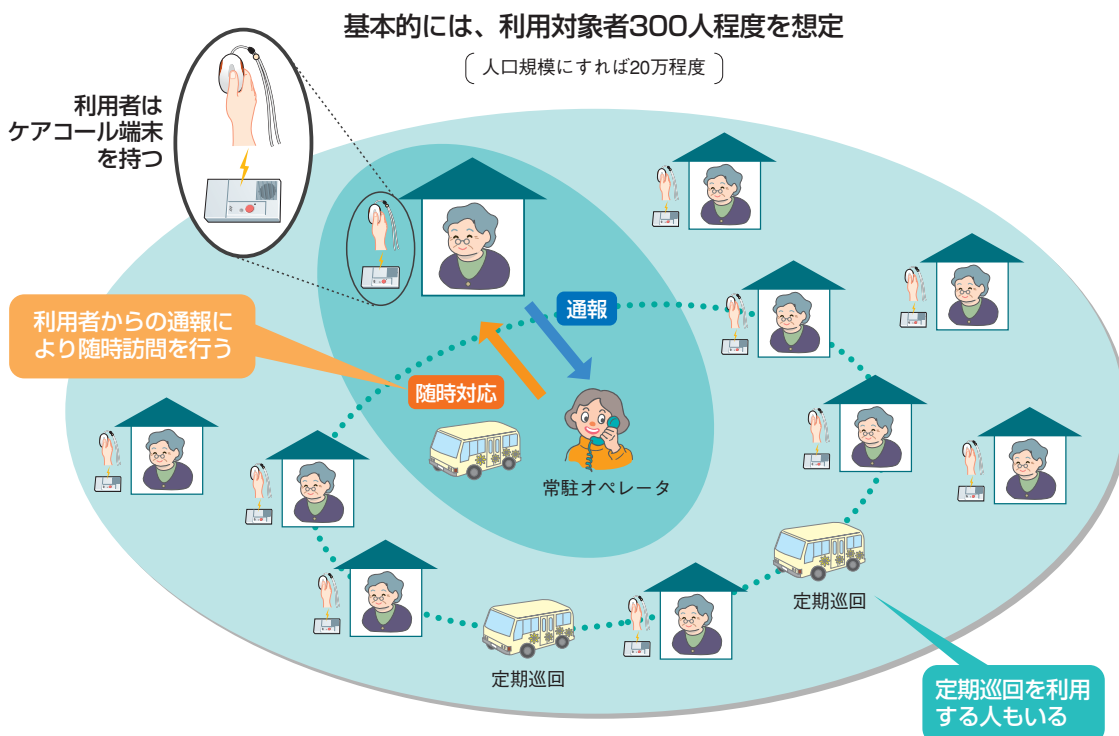 基本的には、利用対象者300人程度を想定
人口規模にすれば20万程度
利用者は
ケアコール端末
を持つ
通報
利用者からの通報に
より随時訪問を行う
随時対応
常駐オペレータ
定期巡回
定期巡回
定期巡回を利用
する人もいる